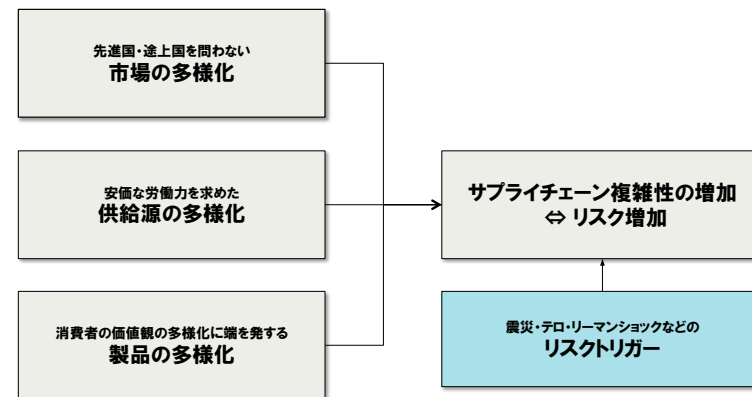 先進国・途上国を問わない
市場の多様化
安価な労働力を求めた
供給源の多様化
消費者の価値観の多様化に端を発する
製品の多様化
サプライチェーン複雑性の増加
⇔ リスク増加
震災・テロ・リーマンショックなどの
リスクトリガー